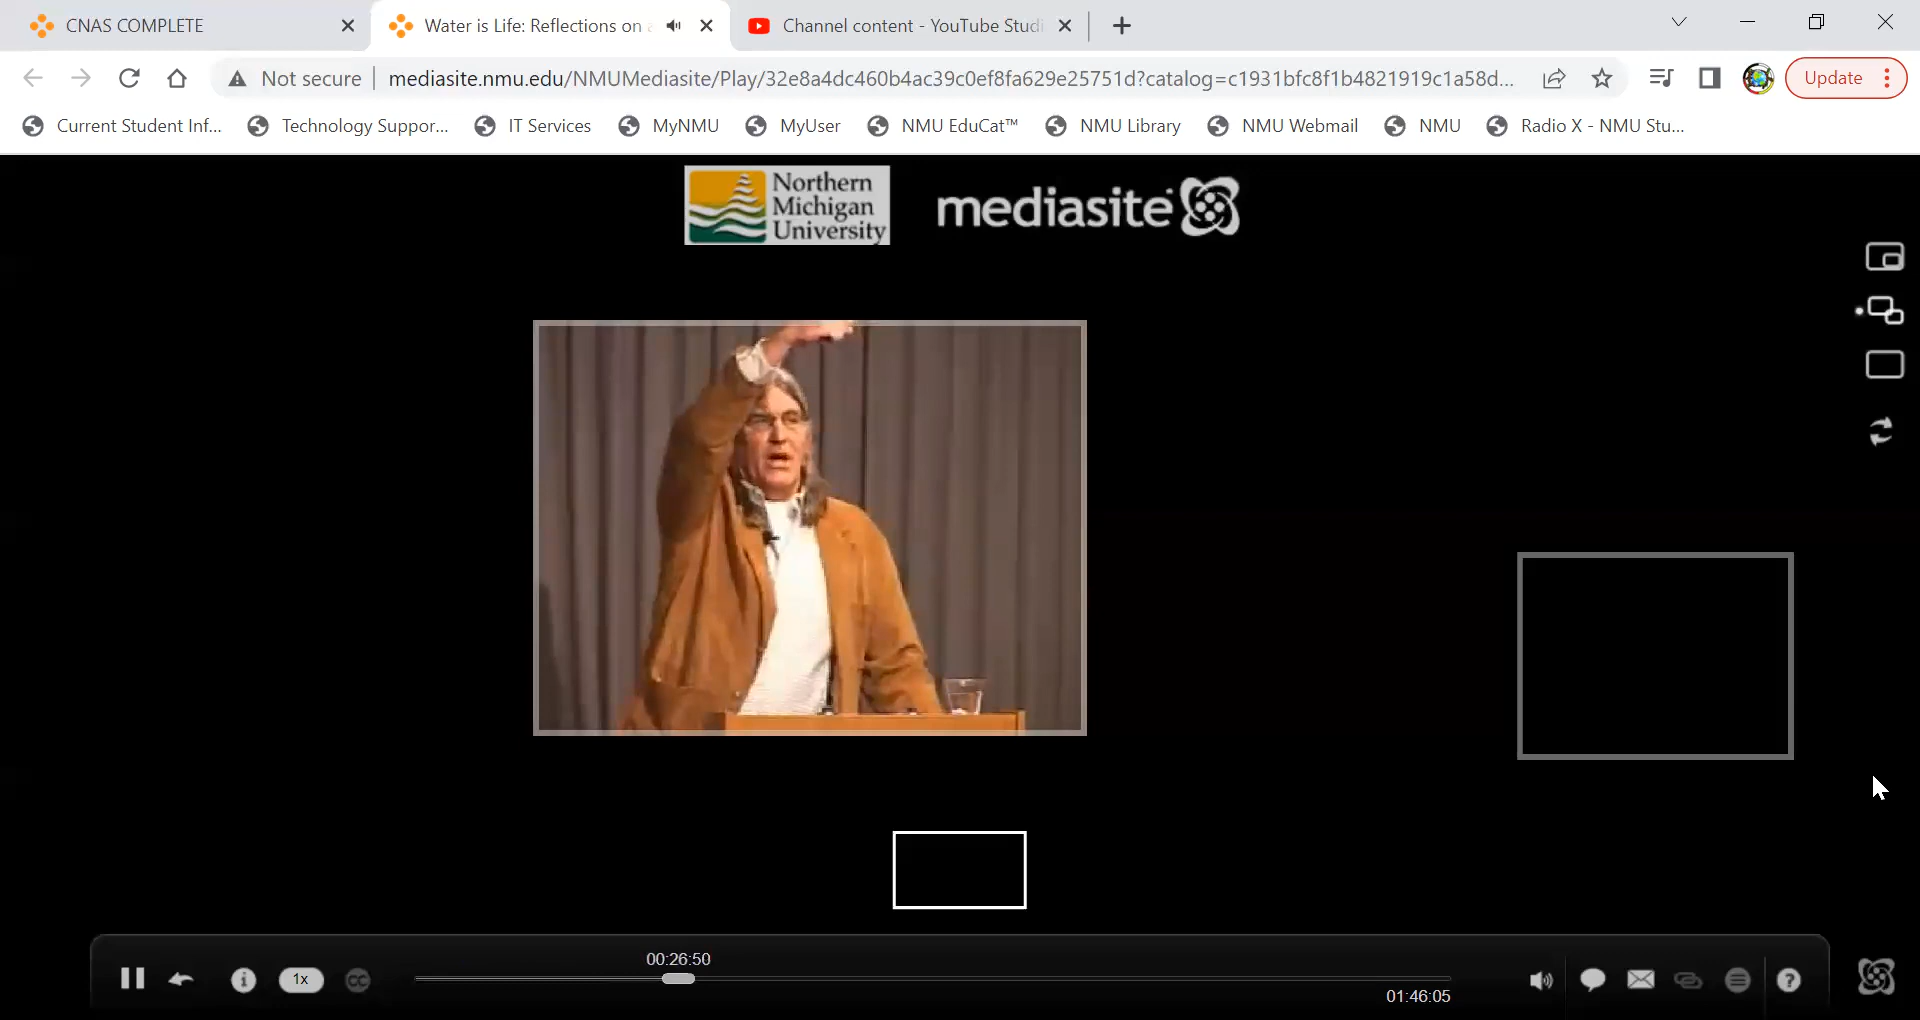 CNAS COMPLETE
Water is Life: Reflections on
Channel content - YouTube Studi
Not secure
mediasite.nmu.edu/NMUMediasite/Play/32e8a4dc460b4ac39c0ef8fa629e25751d?catalog=c1931bfc8f1b4821919c1a58d...
Update
Current Student Inf...
Technology Suppor...
IT Services
MyNMU
MyUser
NMU EduCat™
NMU Library
NMU Webmail
NMU
Radio X - NMU Stu...
Northern
Michigan
University
mediasite
00:26:50
1x
CC
01:46:05